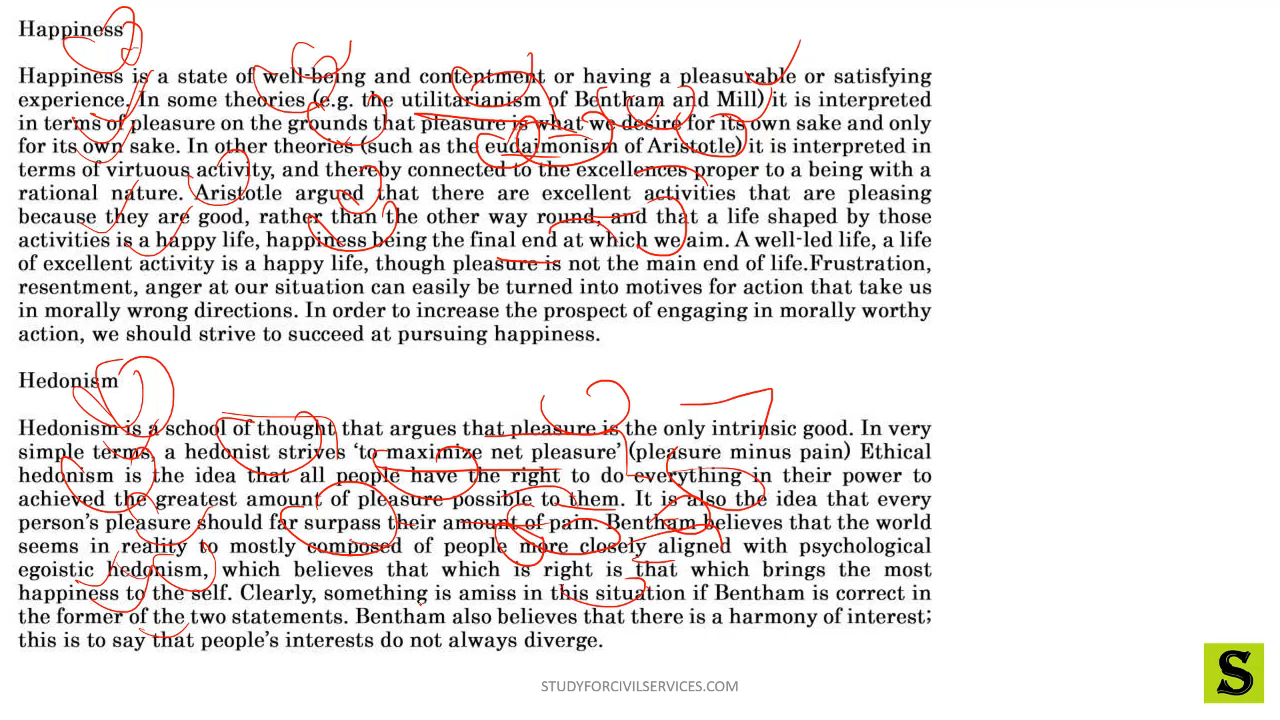 Happiness
Happiness is a state of well-being and contentment or having a pleasurable or satisfying
experience. In some theories (e.g. the utilitarianism of Bentham and Mill) it is interpreted
in terms of pleasure on the grounds that pleasure is what we desire for its own sake and only
for its own sake. In other theories (such as the eudaimonism of Aristotle) it is interpreted in
terms of virtuous activity, and thereby connected to the excellences proper to a being with a
rational nature. Aristotle argued that there are excellent activities that are pleasing
because they are good, rather than the other way round, and that a life shaped by those
activities is a happy life, happiness being the final end at which we aim. A well-led life, a life
of excellent activity is a happy life, though pleasure is not the main end of life.Frustration,
resentment, anger at our situation can easily be turned into motives for action that take us
in morally wrong directions. In order to increase the prospect of engaging in morally worthy
action, we should strive to succeed at pursuing happiness.
Hedonism
Hedonism is a school of thought that argues that pleasure is the only intrinsic good. In very
simple terms, a hedonist strives ‘to maximize net pleasure’ (pleasure minus pain) Ethical
hedonism is the idea that all people have the right to do everything in their power to
achieved the greatest amount of pleasure possible to them. It is also the idea that every
person’s pleasure should far surpass their amount of pain. Bentham believes that the world
seems in reality to mostly composed of people more closely aligned with psychological
egoistic hedonism, which believes that which is right is that which brings the most
happiness to the self. Clearly, something is amiss in this situation if Bentham is correct in
the former of the two statements. Bentham also believes that there is a harmony of interest;
this is to say that people’s interests do not always diverge.
STUDYFORCIVILSERVICES.COM
S